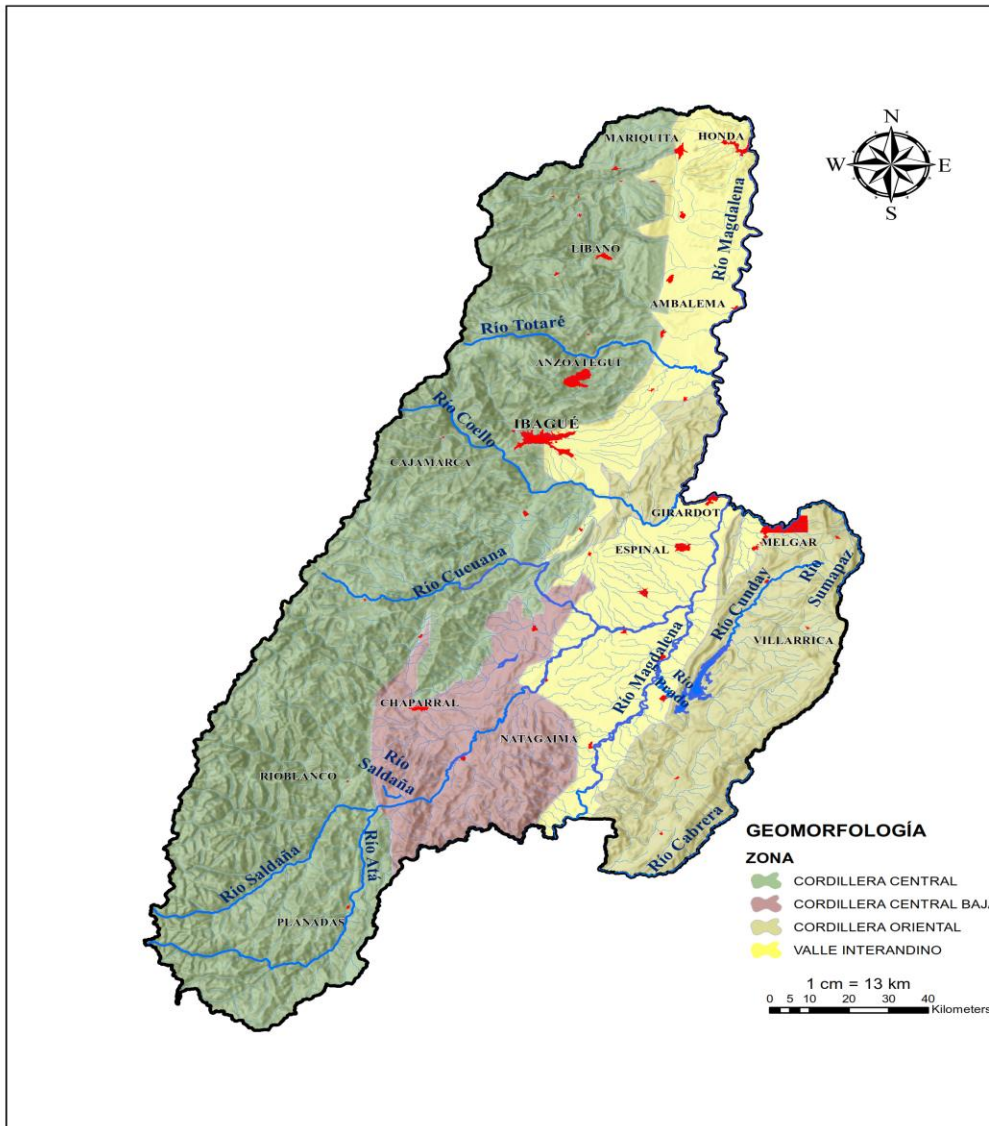 N
W E
S
MARIQUITA
HONDA
Río Magdalena
LIBANO
AMBALEMA
Río Totaré
ANZOATEGUI
Río Coello
IBAGUÉ
CAJAMARCA
GIRARDOT
MELGAR
ESPINAL
Río Cucuana
Río Cunday
Río
Sumapaz
VILLARRICA
Río Magdalena
Río
Prado
CHAPARRAL
NATAGAIMA
Río
Saldaña
RIOBLANCO
Río Cabrera
Río Saldaña
Río Atá
PLANADAS
GEOMORFOLOGÍA
ZONA
CORDILLERA CENTRAL
CORDILLERA CENTRAL BAJA
CORDILLERA ORIENTAL
VALLE INTERANDINO
1 cm = 13 km
0 5 10 20 30 40
Kilometers